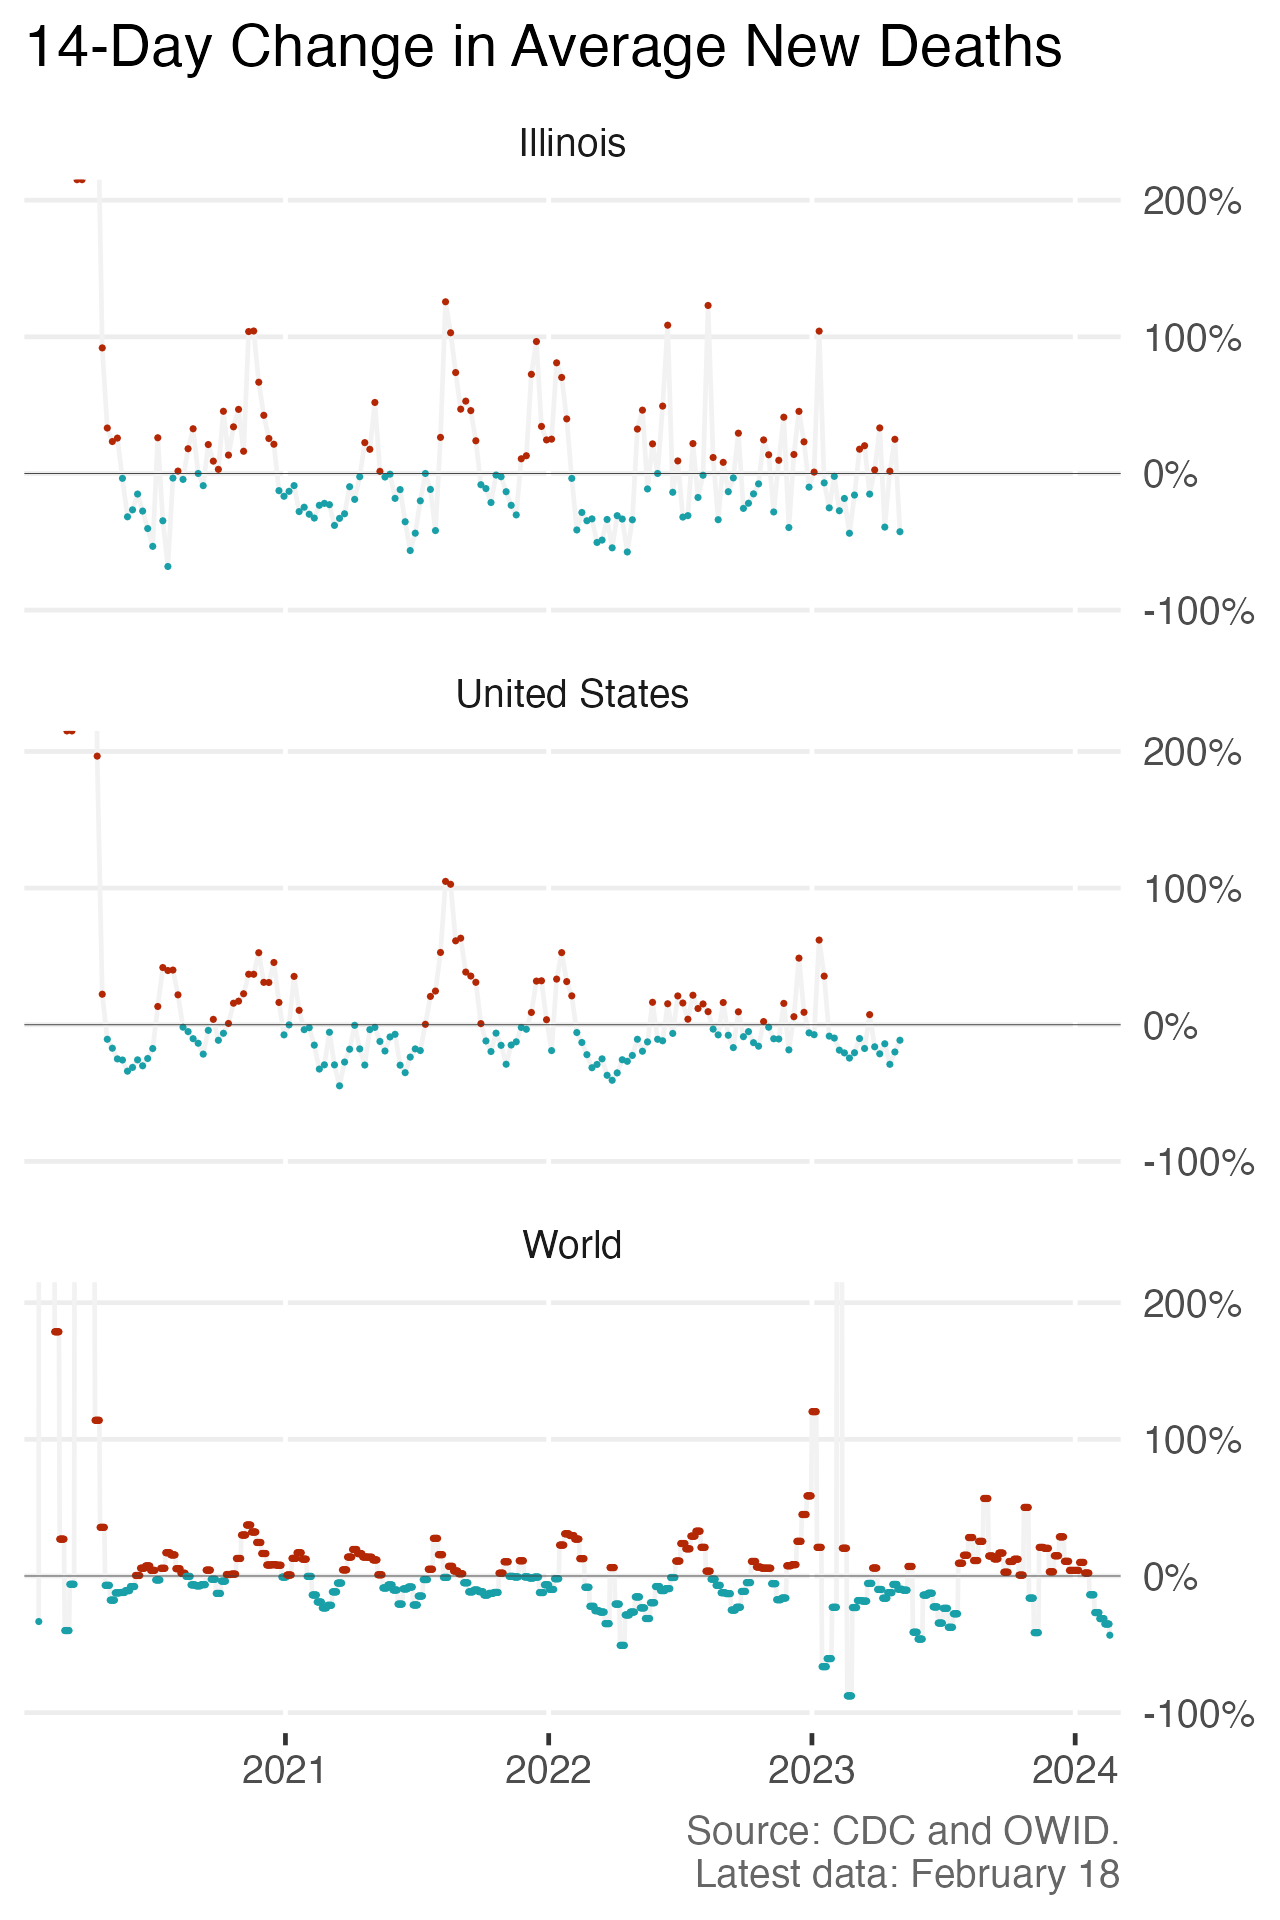 14-Day Change in Average New Deaths
Illinois
200%
100%
0%
-100%
United States
200%
100%
0%
-100%
World
200%
100%
0%
-100%
2021 2022 2023 2024
Source: CDC and OWID.
Latest data: February 18